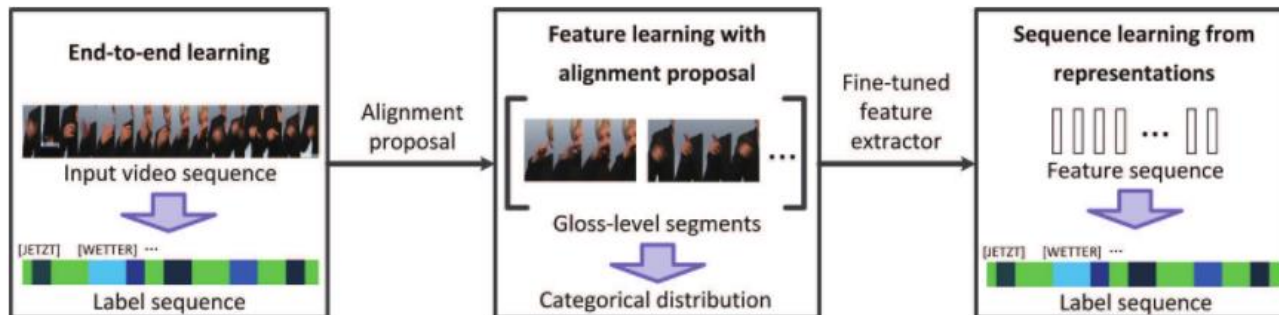 End-to-end learning
Input video sequence
[JETZT] [WETTER] ...
Label sequence
Alignment
proposal
Feature learning with
alignment proposal
...
Gloss-level segments
Categorical distribution
Fine-tuned
feature
extractor
Sequence learning from
representations
...
Feature sequence
[JETZT] [WETTER] ...
Label sequence